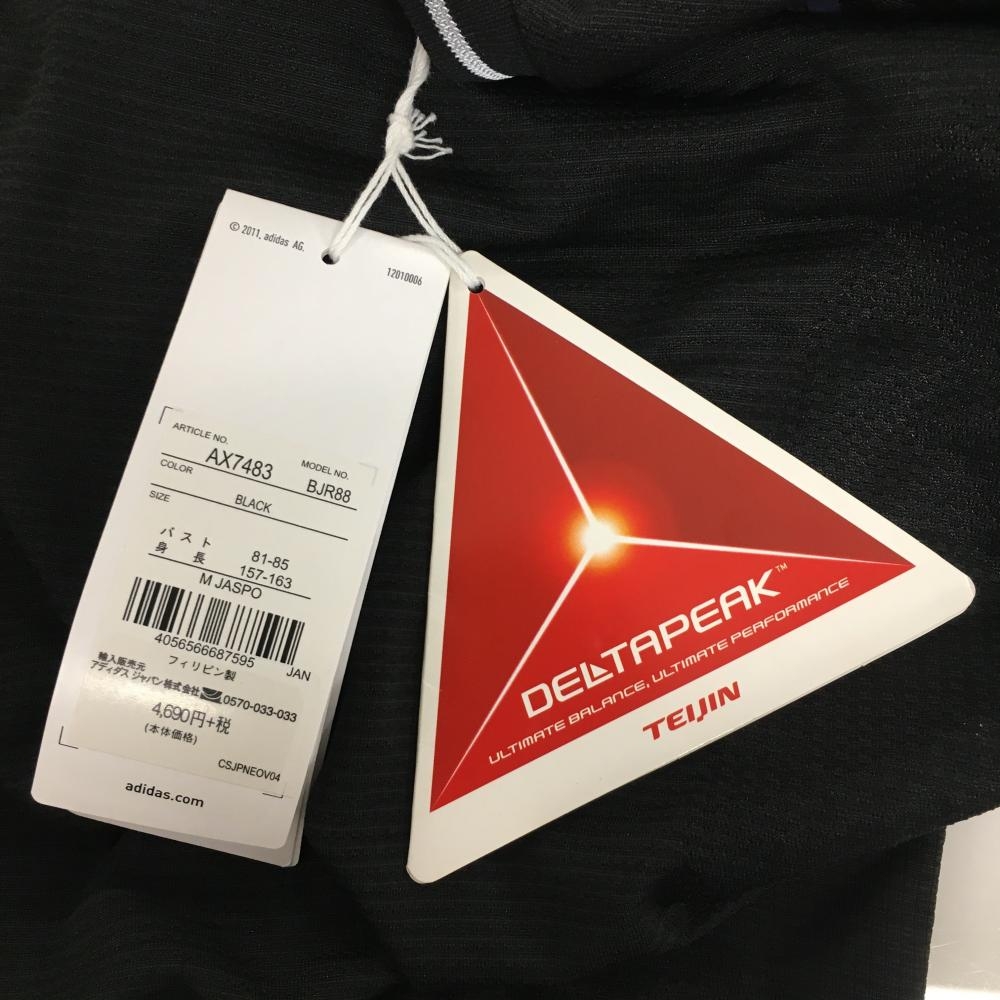 © 2011, adidas AG.
12010006
ARTICLE NO.
AX7483
MODEL NO.
BJR88
COLOR
BLACK
SIZE
バスト 81-85
身長 157-163
M JASPO
4056566687595
JAN
フィリピン製
輸入販売元
アディダス ジャパン株式会社 0570-033-033
4,690円+税
(本体価格)
CSJPNEOV04
adidas.com
DELTAPEAK™
ULTIMATE BALANCE, ULTIMATE PERFORMANCE
TEIJIN